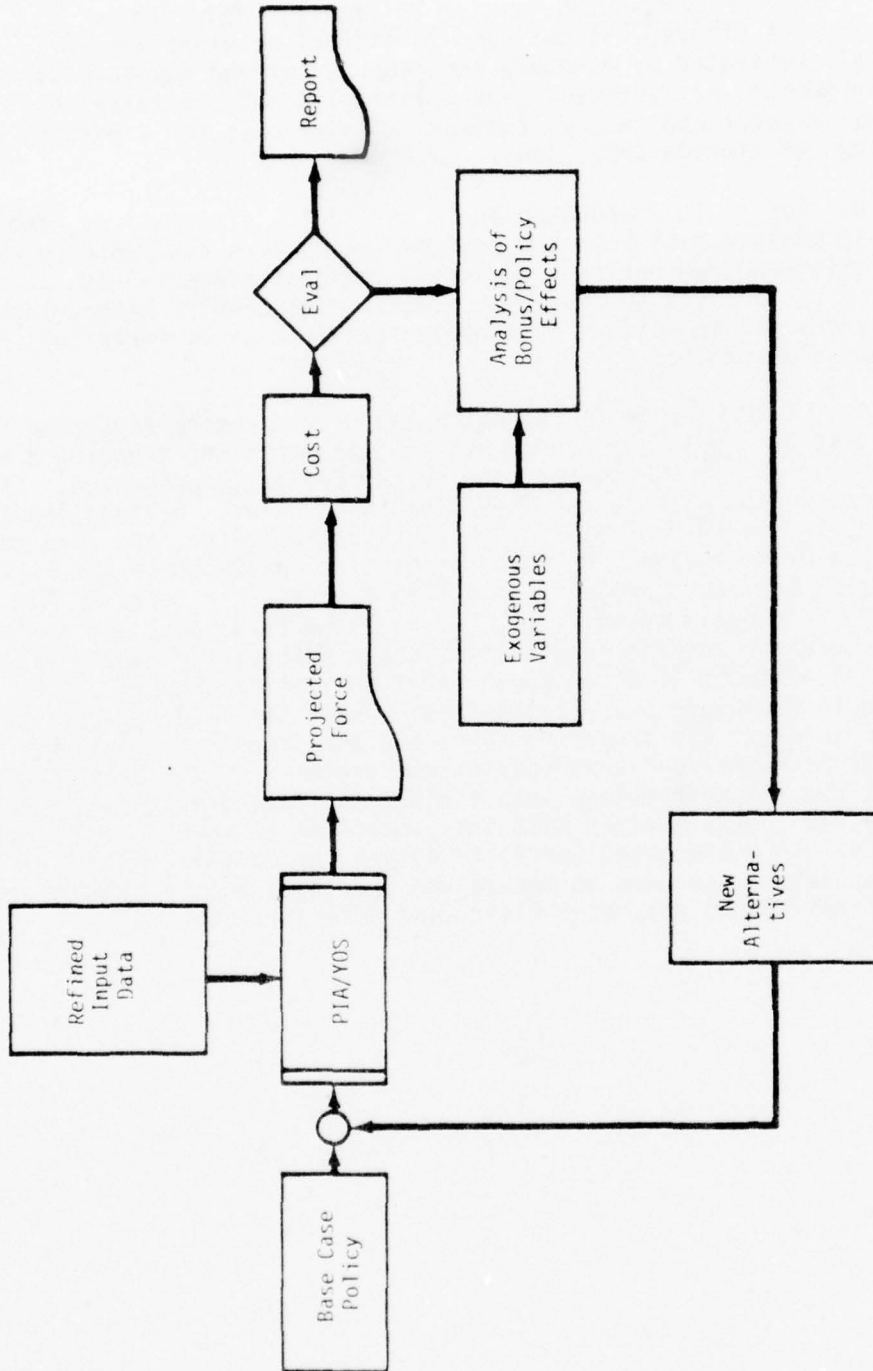 Refined
Input
Data
Base Case
Policy
PIA/YOS
Projected
Force
Cost
Eval
Report
Exogenous
Variables
Analysis of
Bonus/Policy
Effects
New
Alterna-
tives